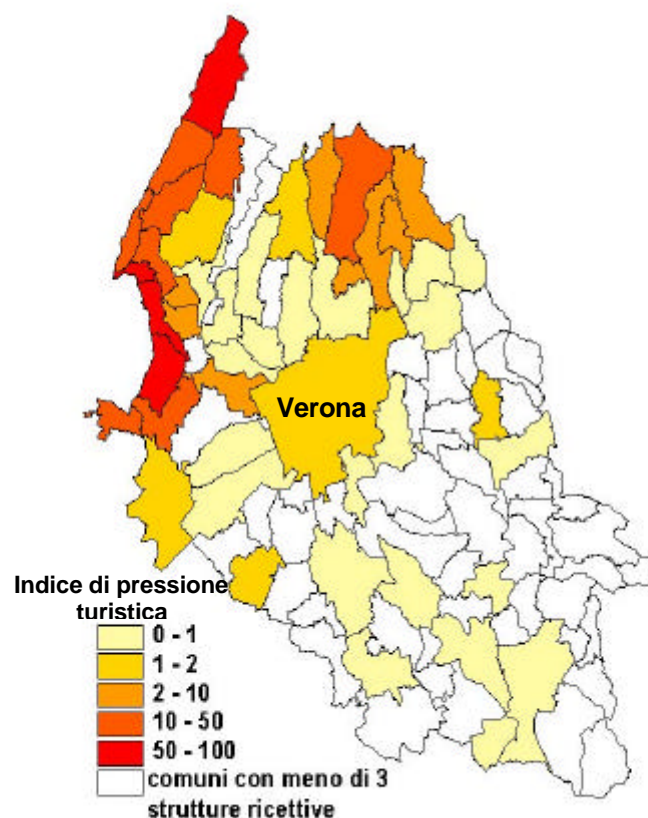 Verona
Indice di pressione
turistica
0 - 1
1 - 2
2 - 10
10 - 50
50 - 100
comuni con meno di 3
strutture ricettive